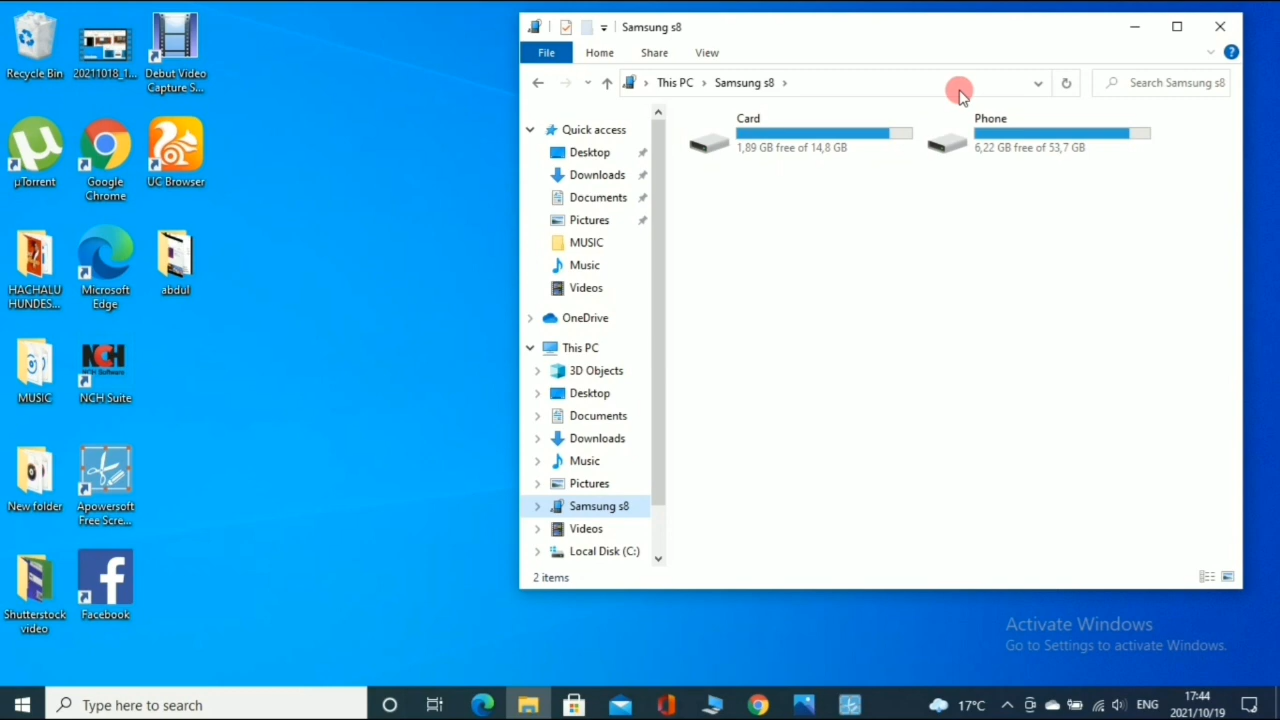 Recycle Bin
20211018_1...
Debut Video
Capture S...
µTorrent
Google
Chrome
UC Browser
HACHALU
HUNDES...
Microsoft
Edge
abdul
MUSIC
NCH Software
NCH Suite
New folder
Apowersoft
Free Scre...
Shutterstock
video
Facebook
Samsung s8
File Home Share View
This PC > Samsung s8 >
Search Samsung s8
Quick access
Desktop
Downloads
Documents
Pictures
MUSIC
Music
Videos
OneDrive
This PC
3D Objects
Desktop
Documents
Downloads
Music
Pictures
Samsung s8
Videos
Local Disk (C:)
Card
1,89 GB free of 14,8 GB
Phone
6,22 GB free of 53,7 GB
2 items
Activate Windows
Go to Settings to activate Windows.
Type here to search
17°C
ENG
17:44
2021/10/19